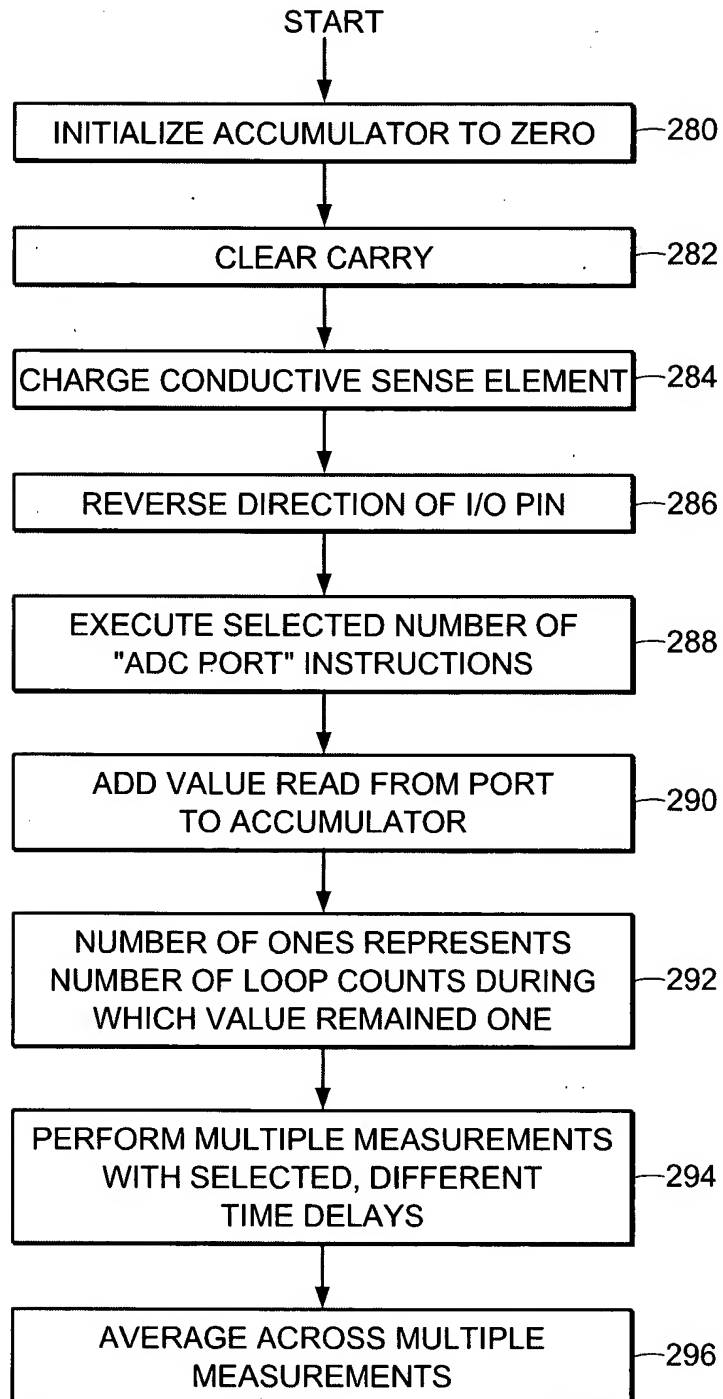 START
INITIALIZE ACCUMULATOR TO ZERO
280
CLEAR CARRY
282
CHARGE CONDUCTIVE SENSE ELEMENT
284
REVERSE DIRECTION OF I/O PIN
286
EXECUTE SELECTED NUMBER OF
"ADC PORT" INSTRUCTIONS
288
ADD VALUE READ FROM PORT
TO ACCUMULATOR
290
NUMBER OF ONES REPRESENTS
NUMBER OF LOOP COUNTS DURING
WHICH VALUE REMAINED ONE
292
PERFORM MULTIPLE MEASUREMENTS
WITH SELECTED, DIFFERENT
TIME DELAYS
294
AVERAGE ACROSS MULTIPLE
MEASUREMENTS
296